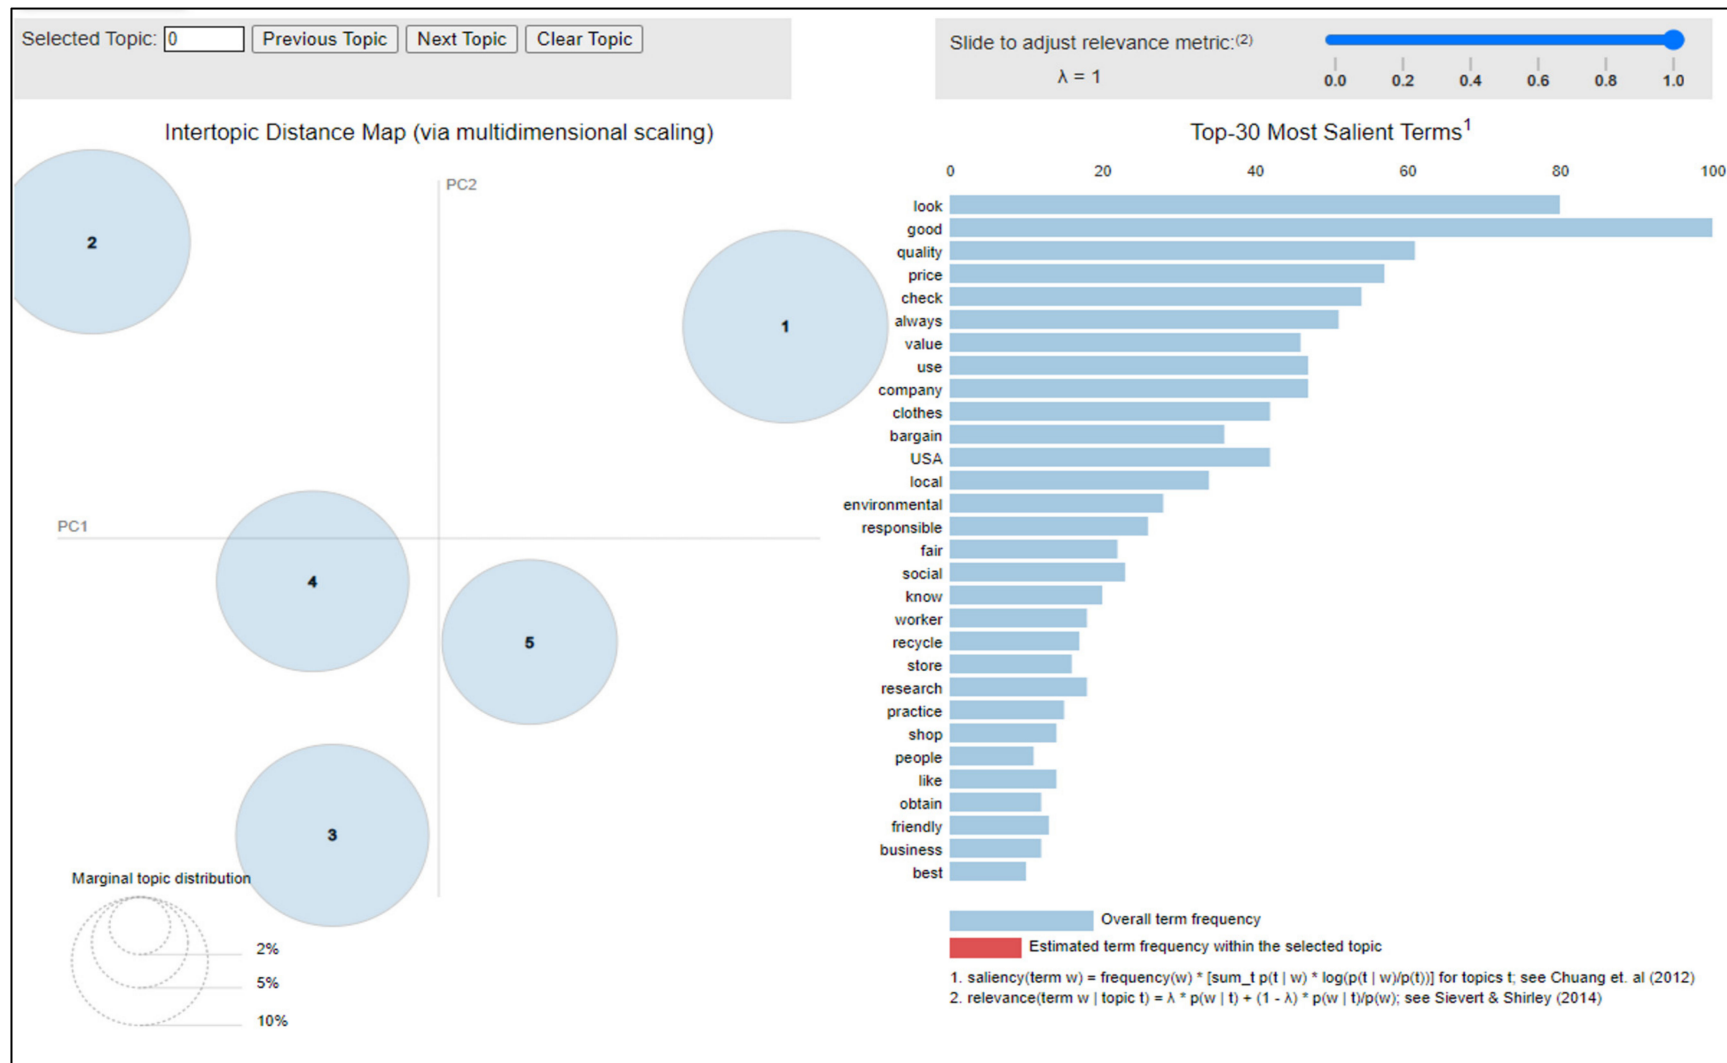 Selected Topic: 0 Previous Topic Next Topic Clear Topic
Slide to adjust relevance metric:(2)
λ = 1
0.0 0.2 0.4 0.6 0.8 1.0
Intertopic Distance Map (via multidimensional scaling)
PC2
PC1
2
1
4
5
3
Marginal topic distribution
2%
5%
10%
Top-30 Most Salient Terms1
0 20 40 60 80 100
look
good
quality
price
check
always
value
use
company
clothes
bargain
USA
local
environmental
responsible
fair
social
know
worker
recycle
store
research
practice
shop
people
like
obtain
friendly
business
best
Overall term frequency
Estimated term frequency within the selected topic
1. saliency(term w) = frequency(w) * [sum_t p(t | w) * log(p(t | w)/p(t))] for topics t; see Chuang et. al (2012)
2. relevance(term w | topic t) = λ * p(w | t) + (1 - λ) * p(w | t)/p(w); see Sievert & Shirley (2014)